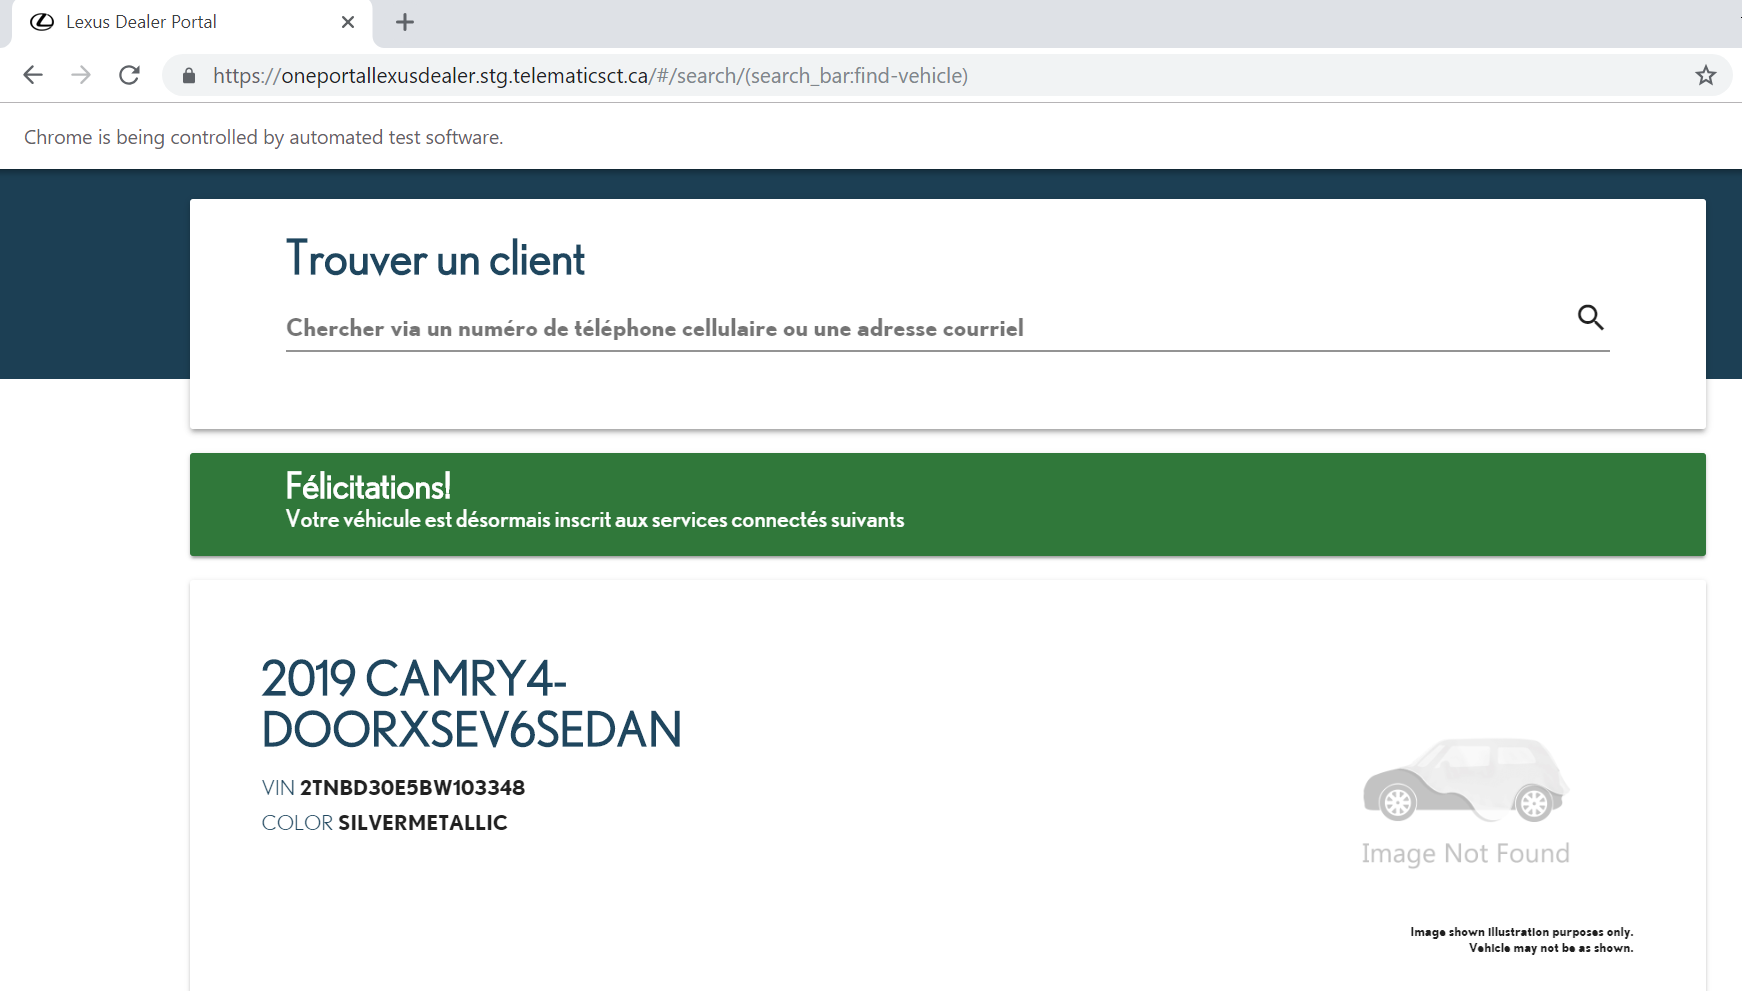 Lexus Dealer Portal
https://oneportallexusdealer.stg.telematicsct.ca/#/search/(search_bar:find-vehicle)
Chrome is being controlled by automated test software.
Trouver un client
Chercher via un numéro de téléphone cellulaire ou une adresse courriel
Félicitations!
Votre véhicule est désormais inscrit aux services connectés suivants
2019 CAMRY4-
DOORXSEV6SEDAN
VIN 2TNBD30E5BW103348
COLOR SILVERMETALLIC
Image Not Found
Image shown illustration purposes only.
Vehicle may not be as shown.